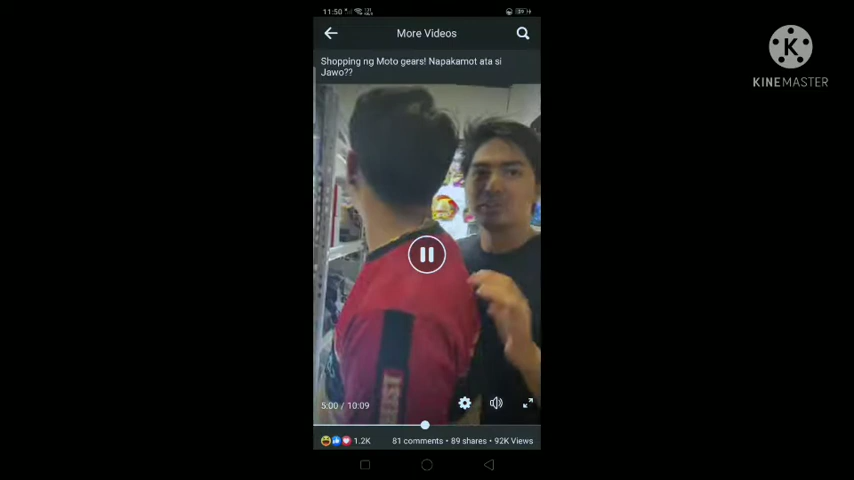 11:50
More Videos
Shopping ng Moto gears! Napakamot ata si
Jawo??
K
KINEMASTER
5:00 / 10:09
1.2K
81 comments • 89 shares • 92K Views